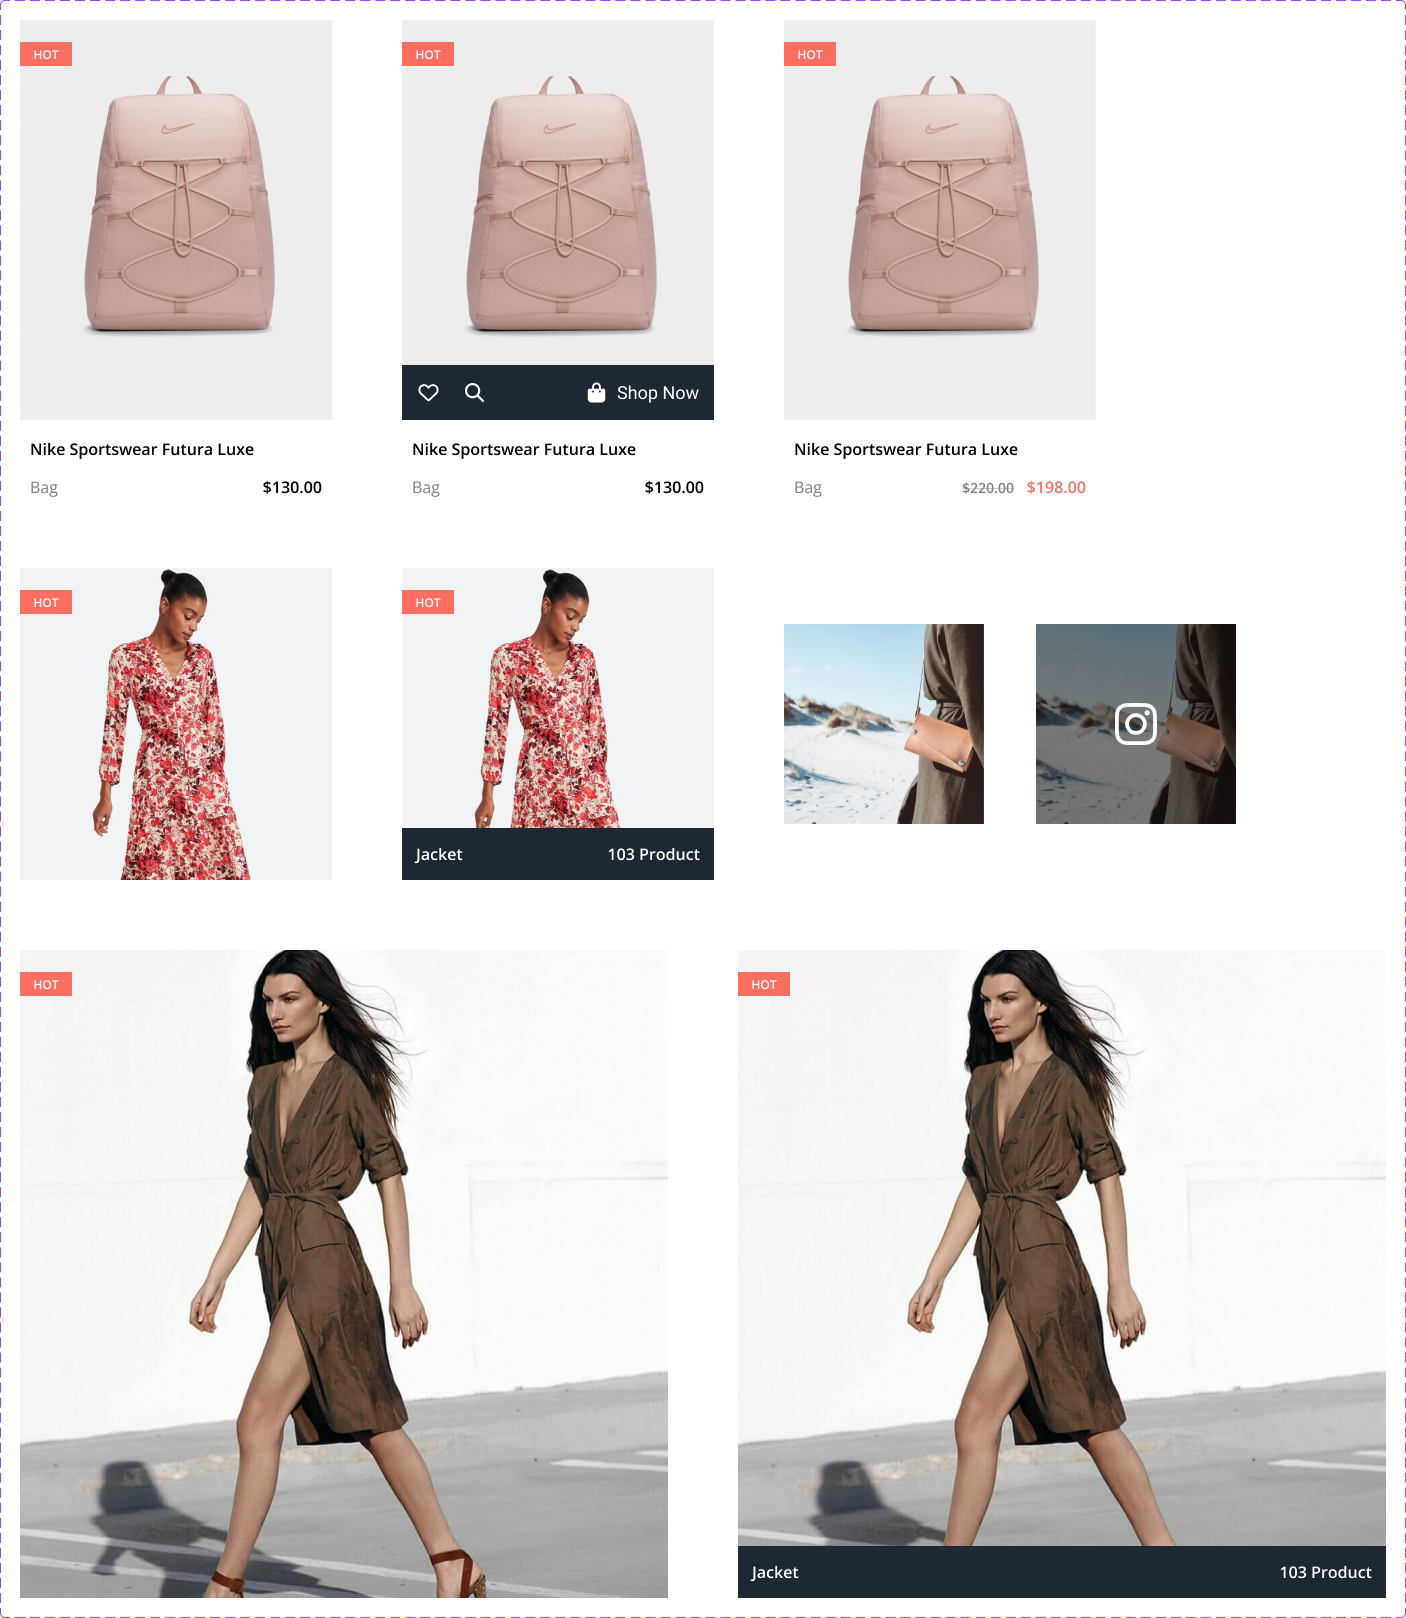 HOT
HOT
HOT
Shop Now
Nike Sportswear Futura Luxe
Nike Sportswear Futura Luxe
Nike Sportswear Futura Luxe
Bag
$130.00
Bag
$130.00
Bag
$220.00 $198.00
HOT
HOT
Jacket
103 Product
HOT
HOT
Jacket
103 Product